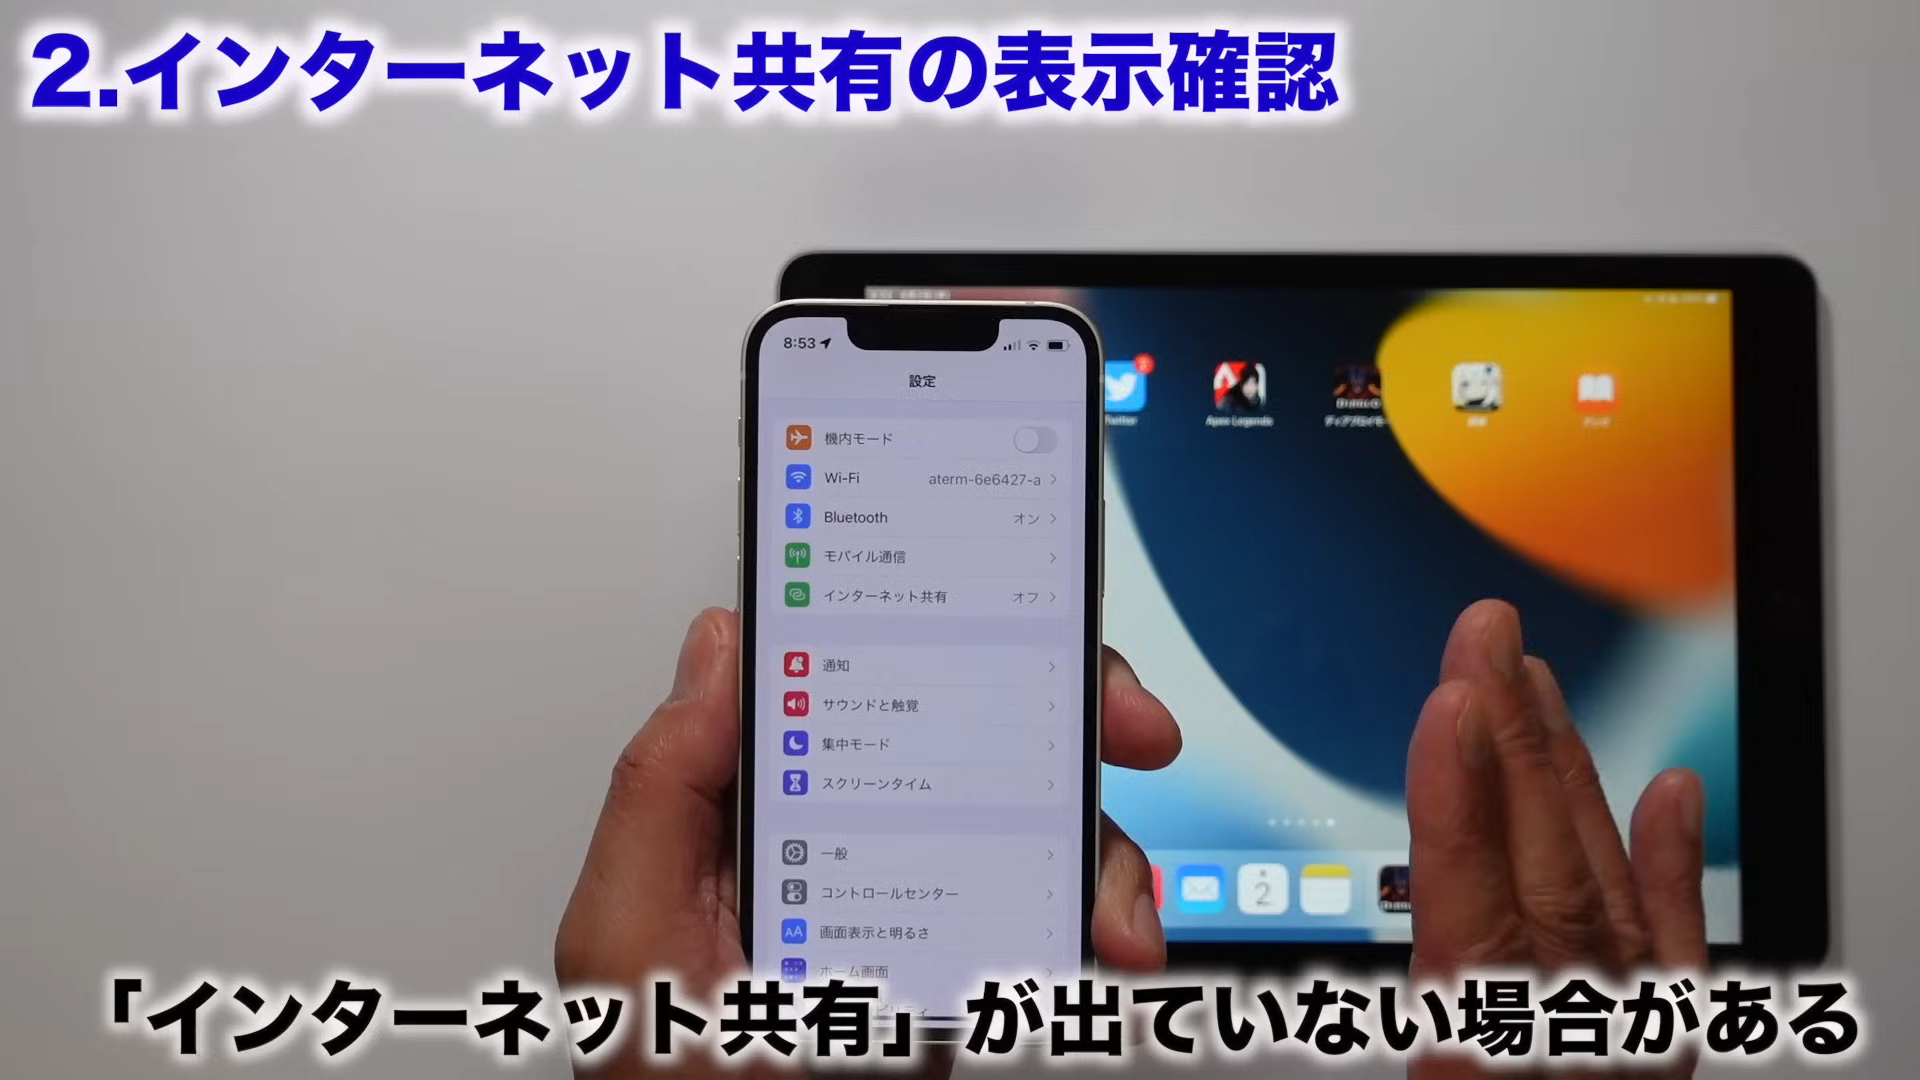 2.インターネット共有の表示確認
8:53
設定
機内モード
Wi-Fi aterm-6e6427-a
Bluetooth オン
モバイル通信
インターネット共有 オフ
通知
サウンドと触覚
集中モード
スクリーンタイム
一般
コントロールセンター
AA 画面表示と明るさ
ホーム画面
Twitter
Apex Legends
DIABLO
2
「インターネット共有」が出ていない場合がある